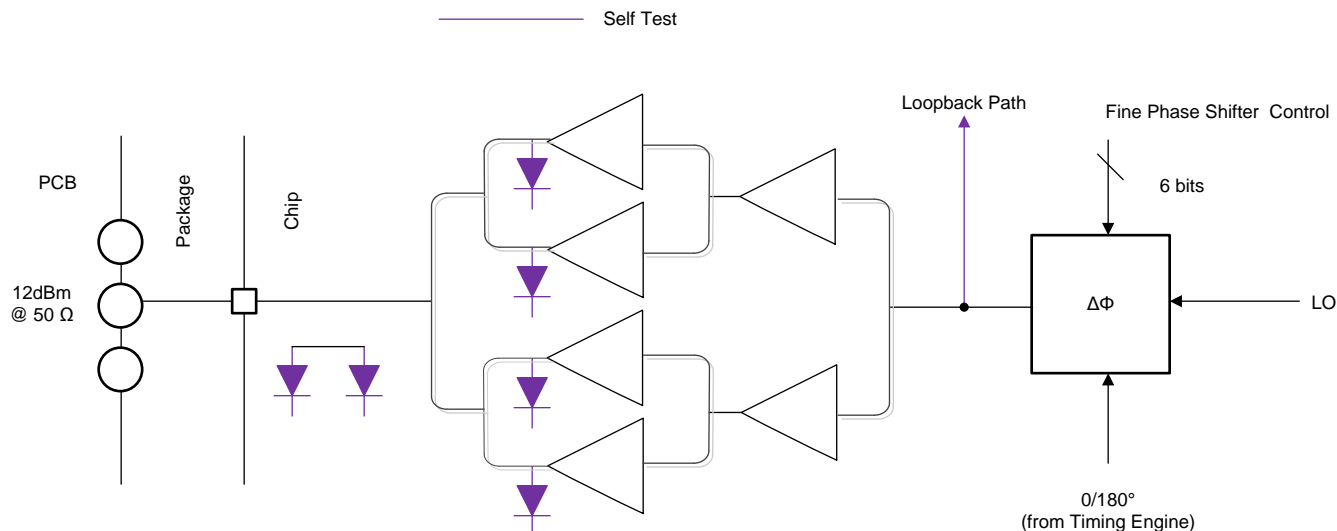 Self Test
Loopback Path
Fine Phase Shifter Control
6 bits
PCB
Package
Chip
12dBm
@ 50 Ω
ΔΦ
LO
0/180°
(from Timing Engine)